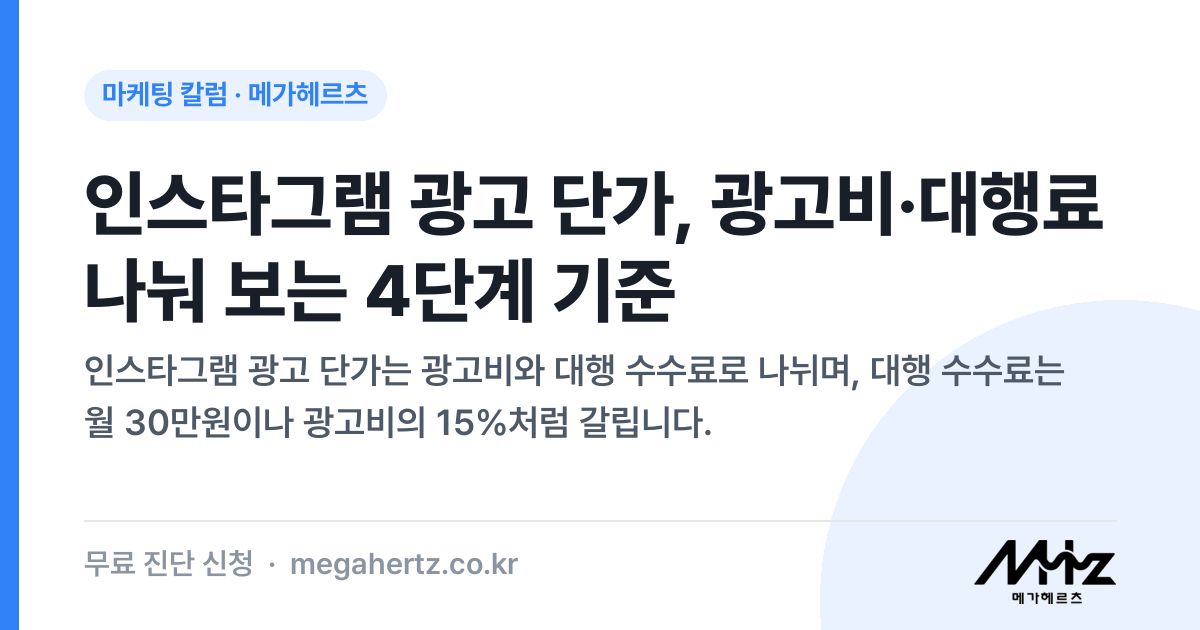 마케팅 칼럼 · 메가헤르츠
인스타그램 광고 단가, 광고비·대행료
나눠 보는 4단계 기준
인스타그램 광고 단가는 광고비와 대행 수수료로 나뉘며, 대행 수수료는
월 30만원이나 광고비의 15%처럼 갈립니다.
무료 진단 신청 · megahertz.co.kr
MHz
메가헤르츠